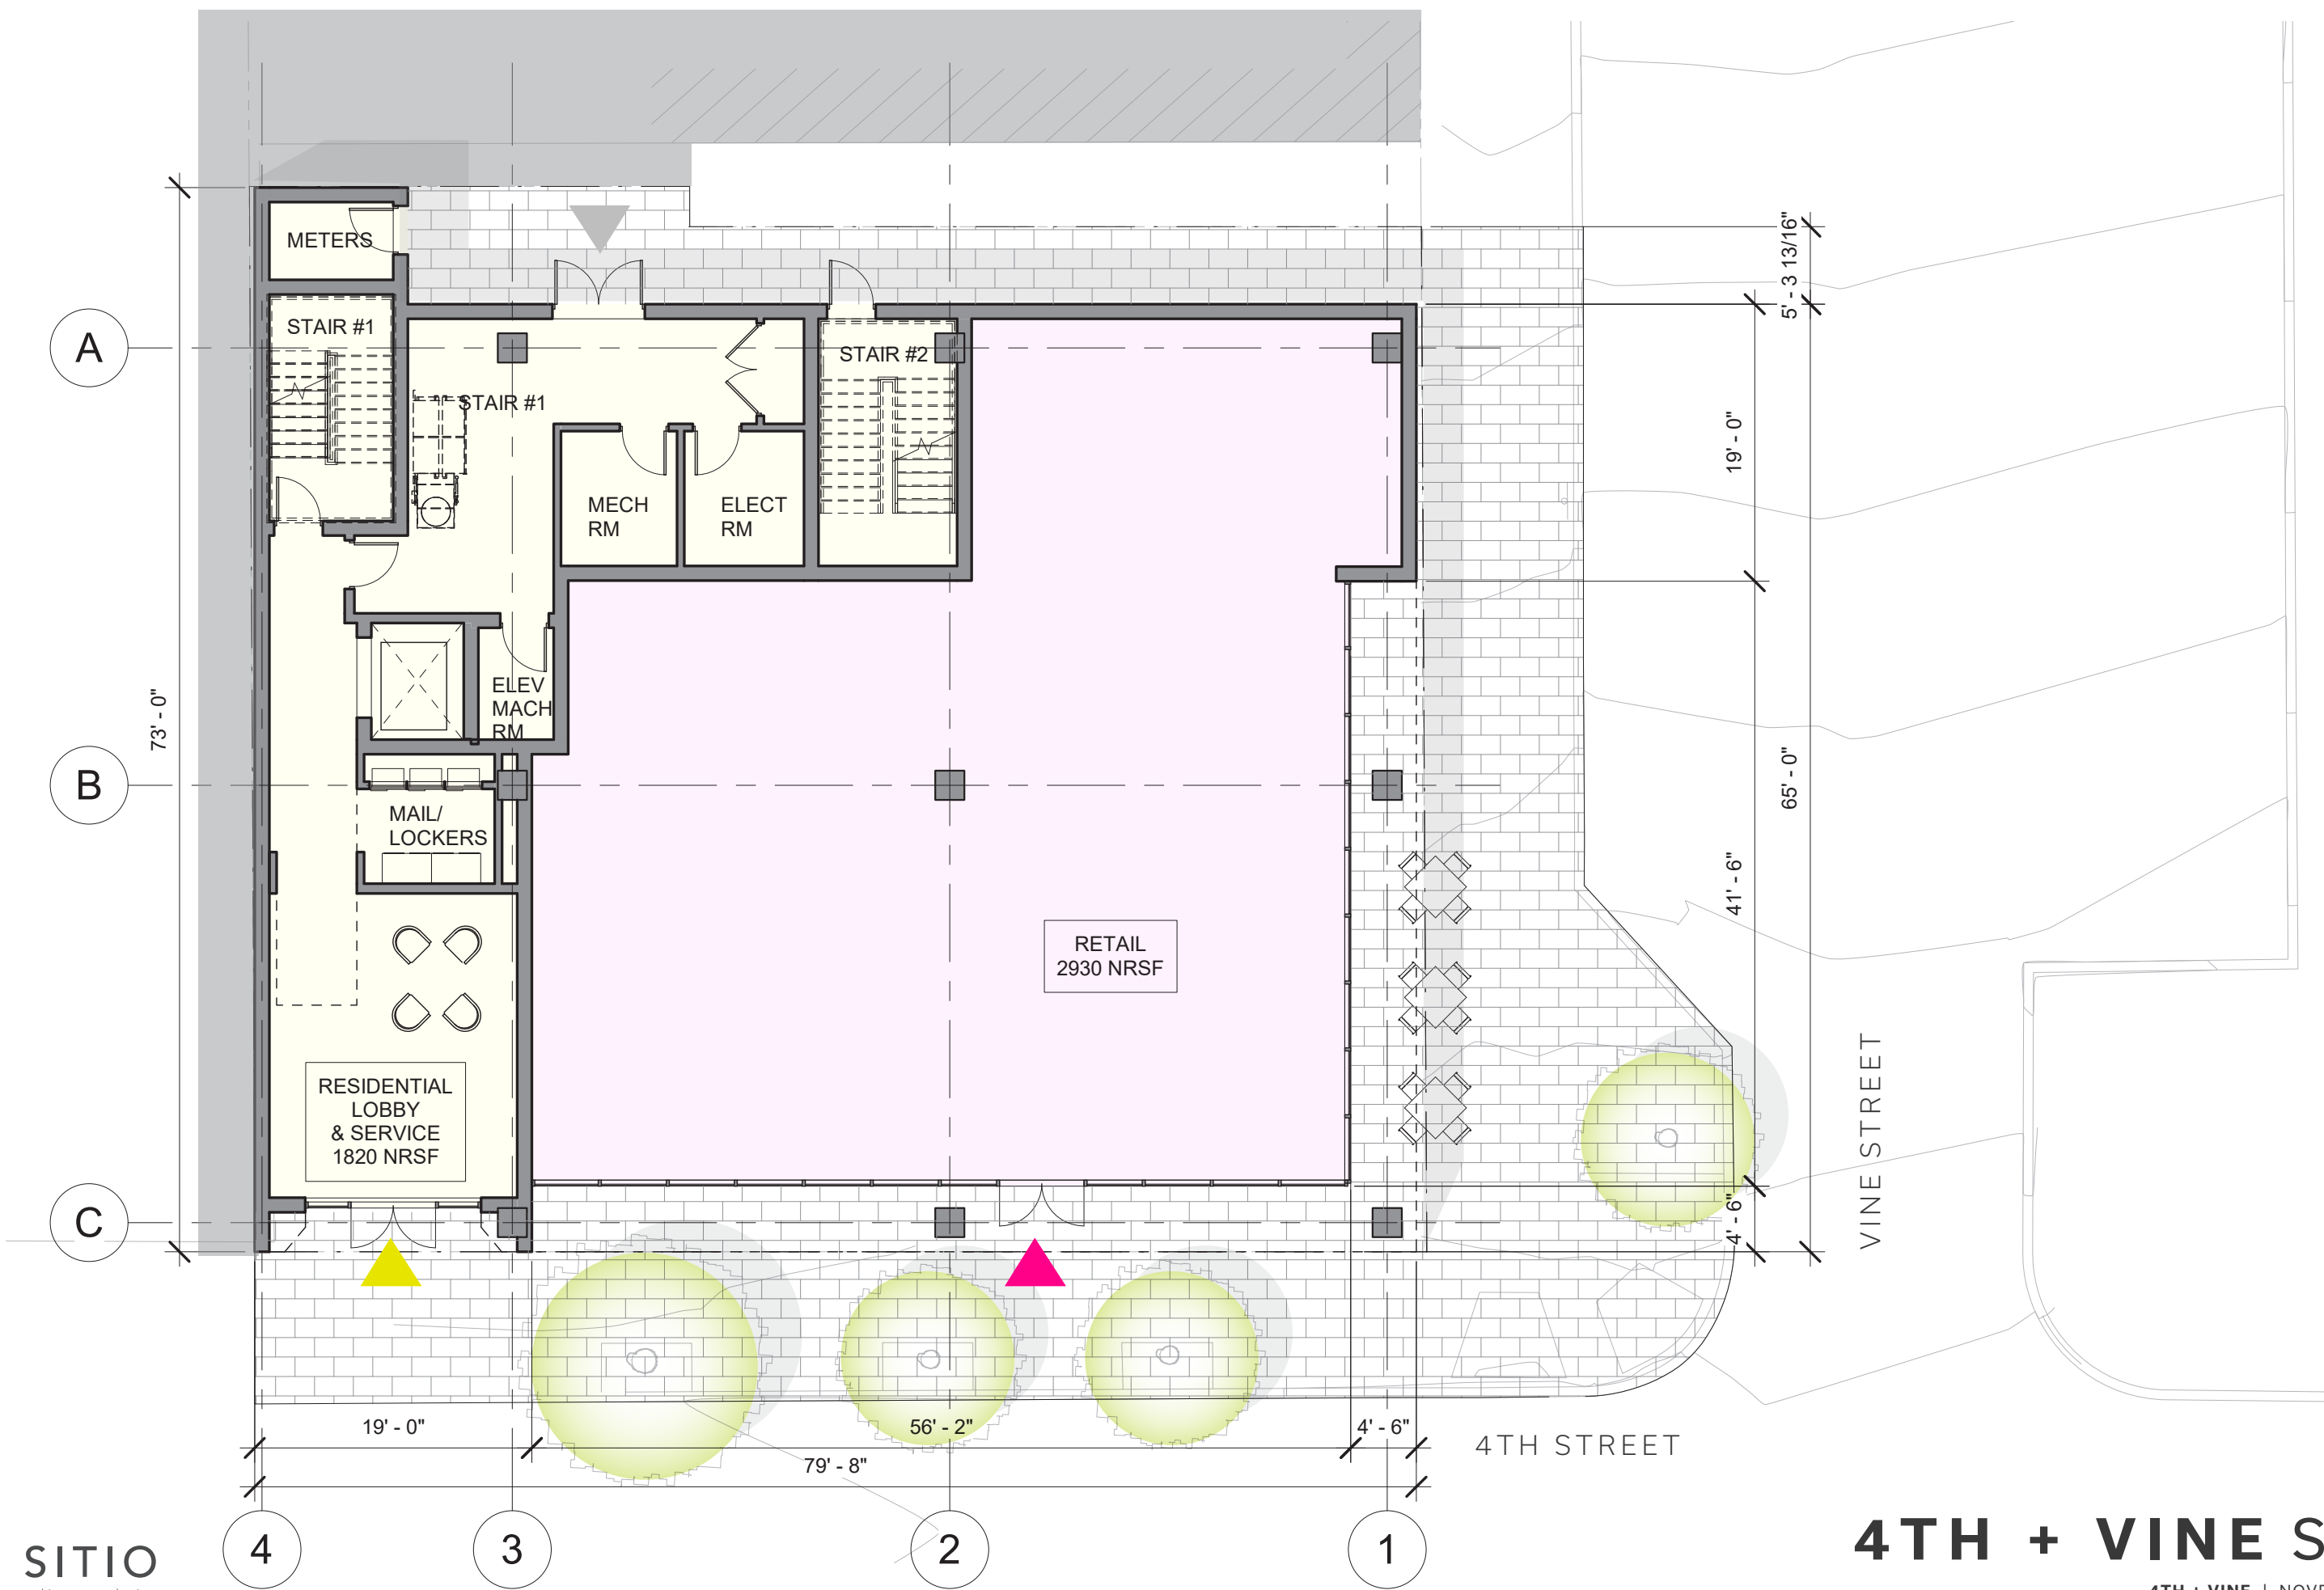 5' - 3 13/16"
METERS
STAIR #1
A
STAIR #2
STAIR #1
19' - 0"
MECH
RM
ELECT
RM
73' - 0"
ELEV
MACH
RM
B
65' - 0"
MAIL/
LOCKERS
41' - 6"
RETAIL
2930 NRSF
RESIDENTIAL
LOBBY
& SERVICE
1820 NRSF
VINE STREET
C
4' - 6"
19' - 0"
56' - 2"
4' - 6"
4TH STREET
79' - 8"
4
3
2
1
SITIO
4TH + VINE S
4TH + VINE | NOV